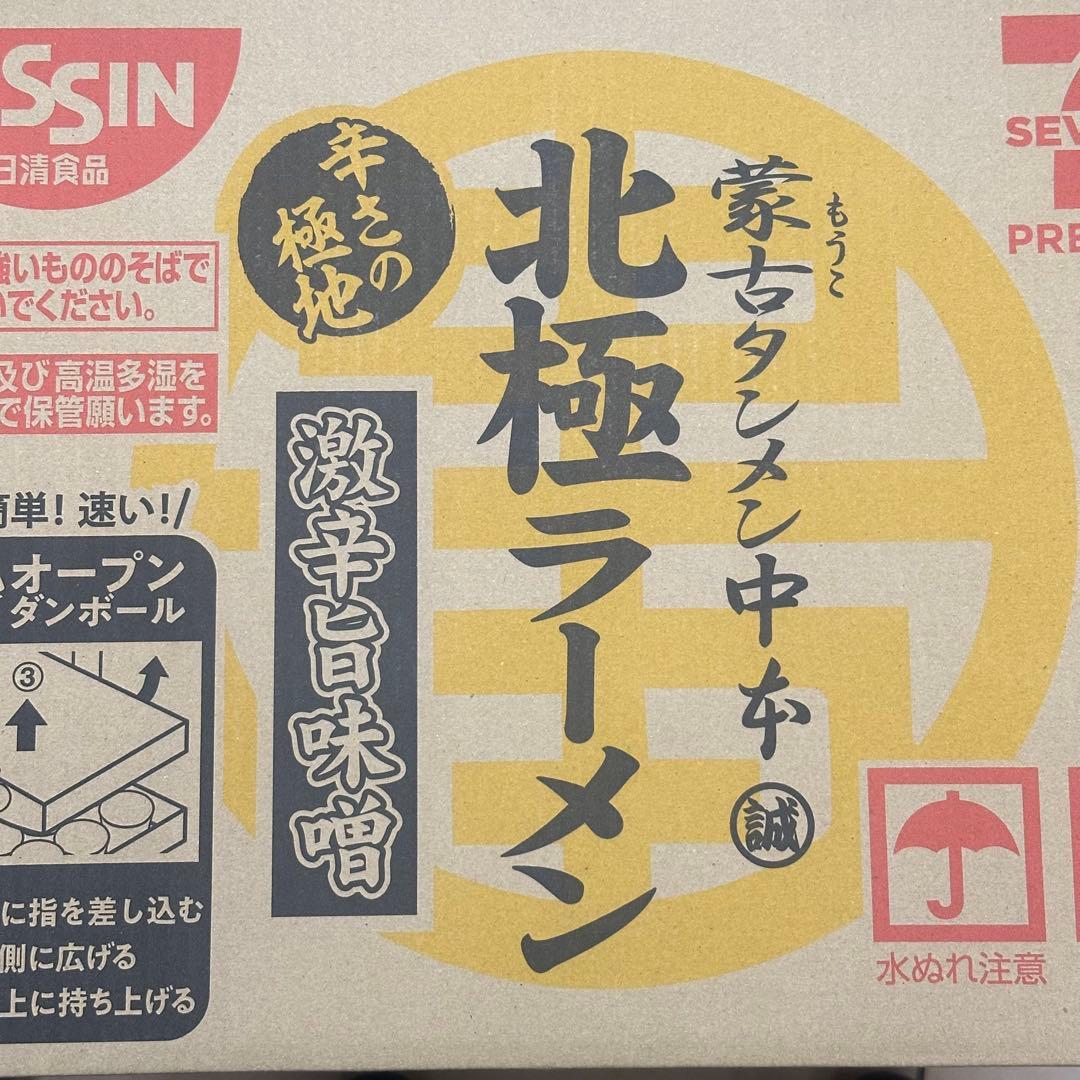 SSIN
日清食品
強いもののそばで
いでください。
及び高温多湿を
で保管願います。
簡単！速い！/
オープン
ダンボール
③
に指を差し込む
側に広げる
上に持ち上げる
辛さの
極地
激辛旨味噌
北極ラーメン
蒙古タンメン中本
もうこ
誠
7
SEV
PRE
水ぬれ注意